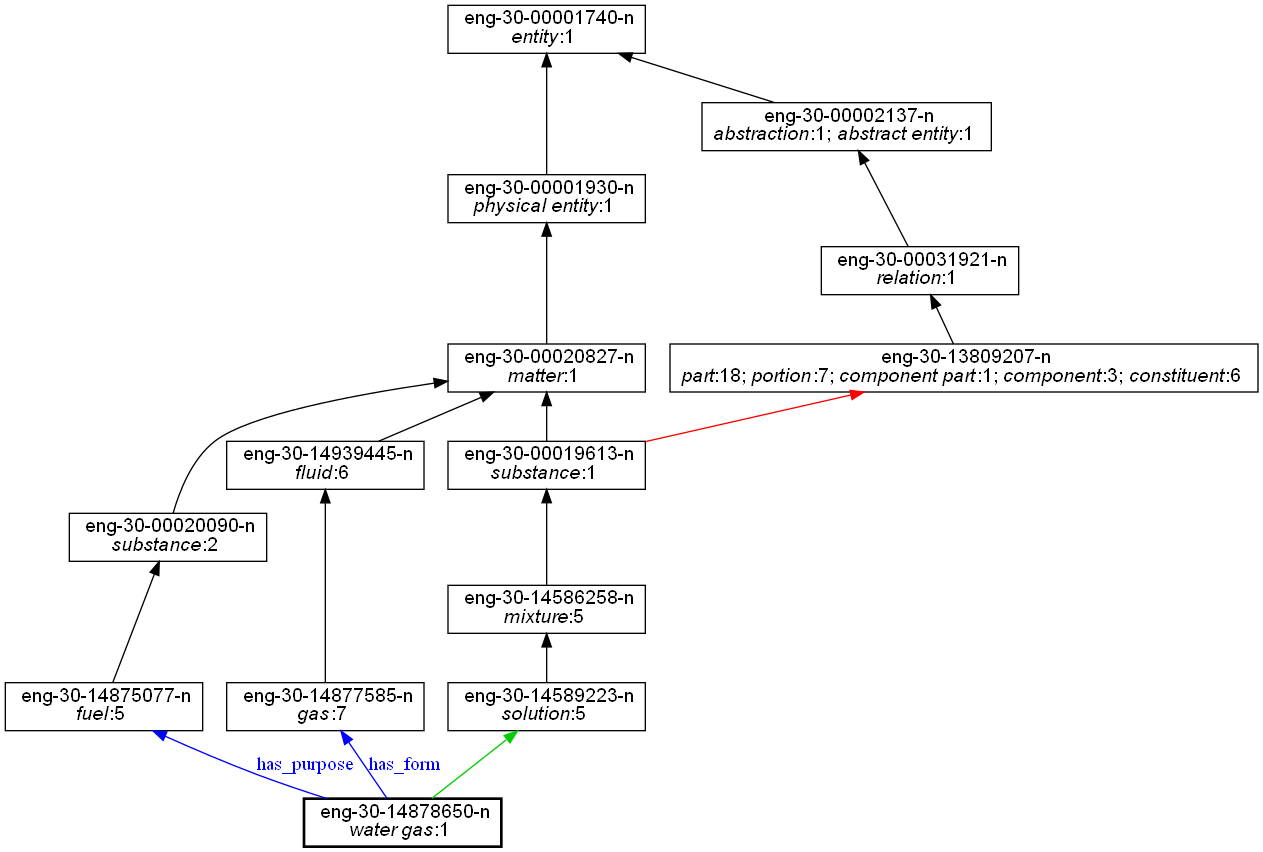 eng-30-00001740-n
entity:1
eng-30-00002137-n
abstraction:1; abstract entity:1
eng-30-00001930-n
physical entity:1
eng-30-00031921-n
relation:1
eng-30-00020827-n
matter:1
eng-30-13809207-n
part:18; portion:7; component part:1; component:3; constituent:6
eng-30-14939445-n
fluid:6
eng-30-00019613-n
substance:1
eng-30-00020090-n
substance:2
eng-30-14586258-n
mixture:5
eng-30-14875077-n
fuel:5
eng-30-14877585-n
gas:7
eng-30-14589223-n
solution:5
has_purpose
has_form
eng-30-14878650-n
water gas:1